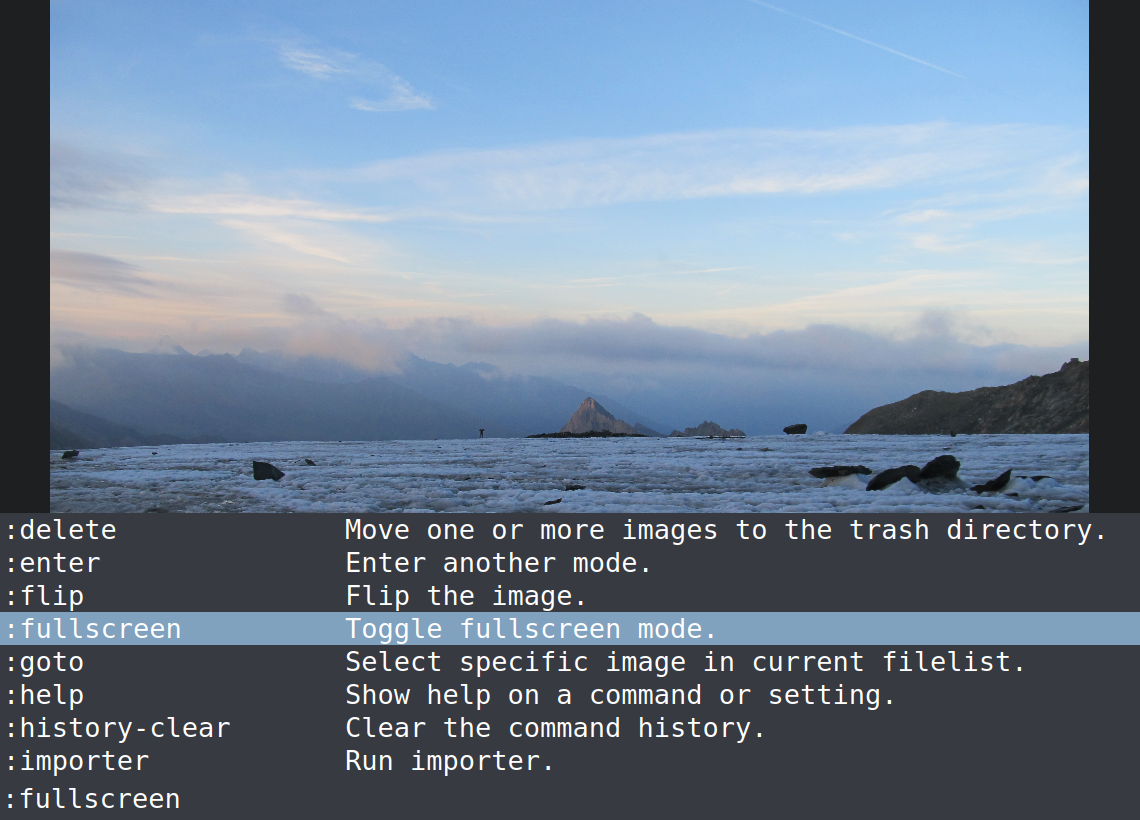 :delete Move one or more images to the trash directory.
:enter Enter another mode.
:flip Flip the image.
:fullscreen Toggle fullscreen mode.
:goto Select specific image in current filelist.
:help Show help on a command or setting.
:history-clear Clear the command history.
:importer Run importer.
:fullscreen